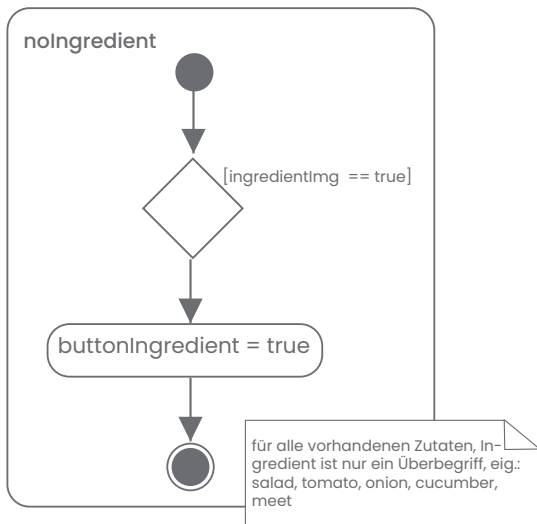 noIngredient
[ingredientImg == true]
buttonIngredient = true
für alle vorhandenen Zutaten, In-
gredient ist nur ein Überbegriff, eig.:
salad, tomato, onion, cucumber,
meet